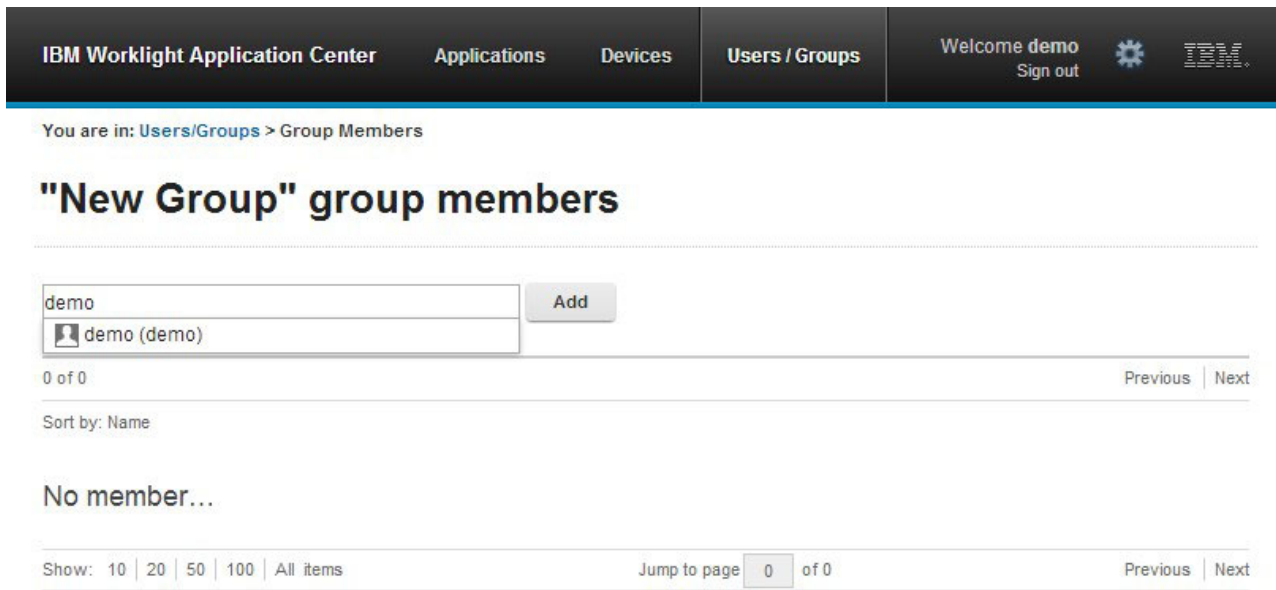 IBM Worklight Application Center Applications Devices Users / Groups Welcome demo IBM.
Sign out
You are in: Users/Groups > Group Members
"New Group" group members
demo Add
demo (demo)
0 of 0 Previous Next
Sort by: Name
No member...
Show: 10 20 50 100 All items Jump to page 0 of 0 Previous Next